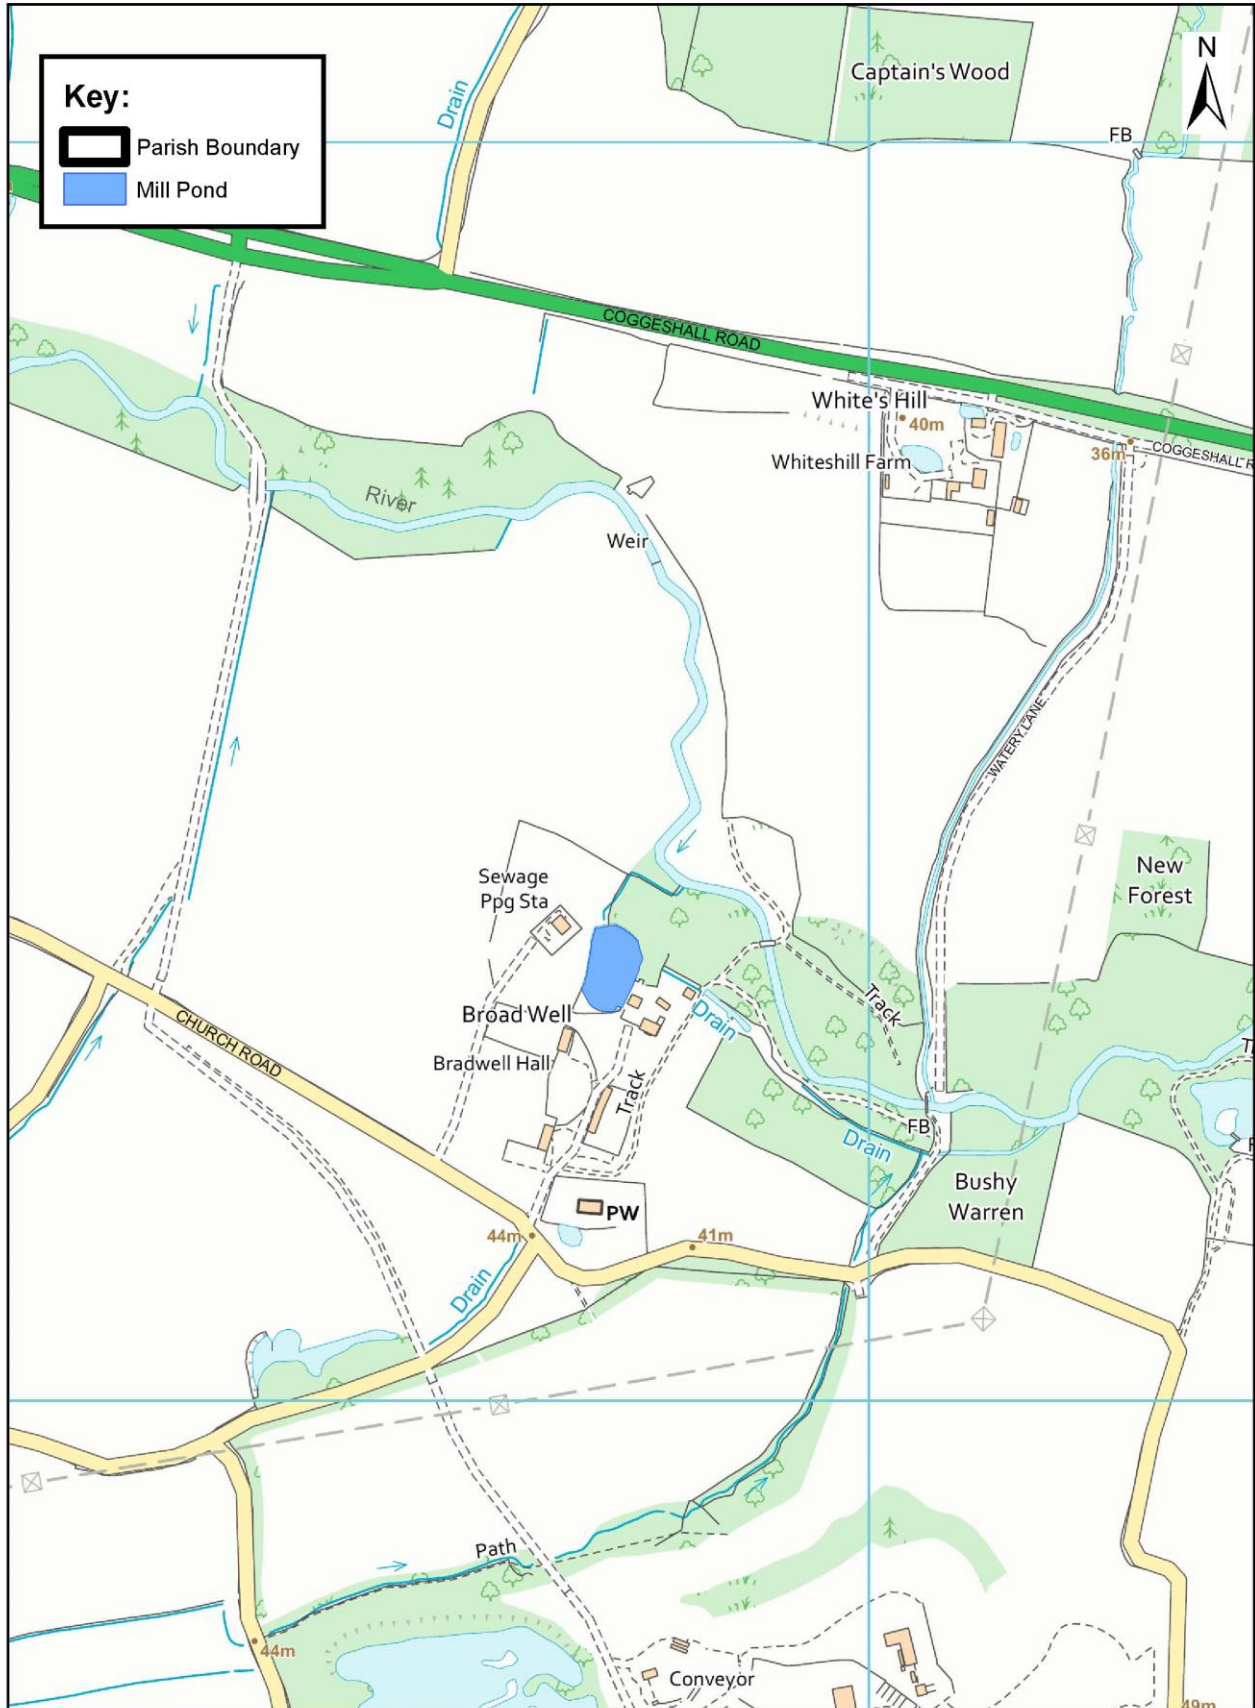 Captain's Wood
N
Key:
Parish Boundary
Mill Pond
Drain
FB
COGGESHALL ROAD
White's Hill
40m
Whiteshill Farm
36m
COGGESHALL R
River
Weir
WATERY LANE
New
Forest
Sewage
Ppg Sta
Broad Well
Bradwell Hall
Drain
Track
Track
CHURCH ROAD
FB
Drain
Bushy
Warren
PW
44m
41m
Drain
Path
44m
Conveyor
49m